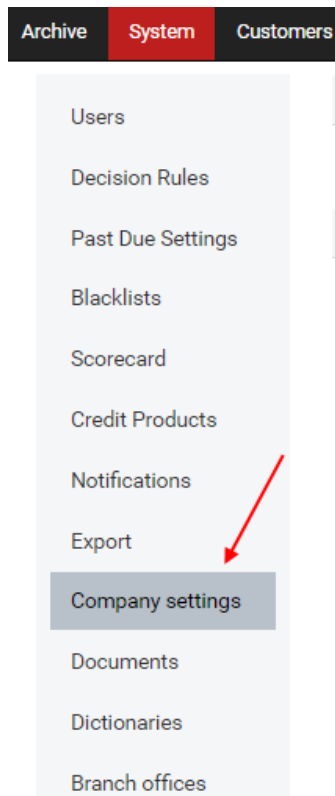 Archive System Customers
Users
Decision Rules
Past Due Settings
Blacklists
Scorecard
Credit Products
Notifications
Export
Company settings
Documents
Dictionaries
Branch offices